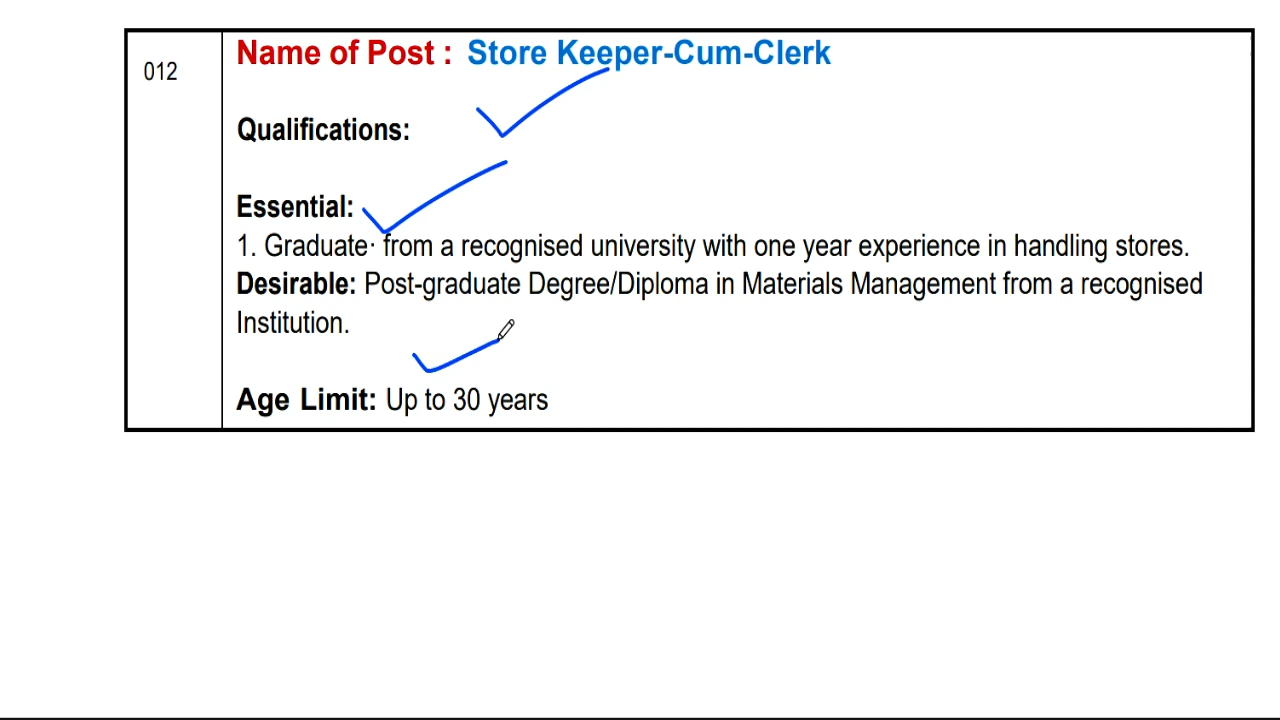 012
Name of Post : Store Keeper-Cum-Clerk
Qualifications:
Essential:
1. Graduate· from a recognised university with one year experience in handling stores.
Desirable: Post-graduate Degree/Diploma in Materials Management from a recognised
Institution.
Age Limit: Up to 30 years